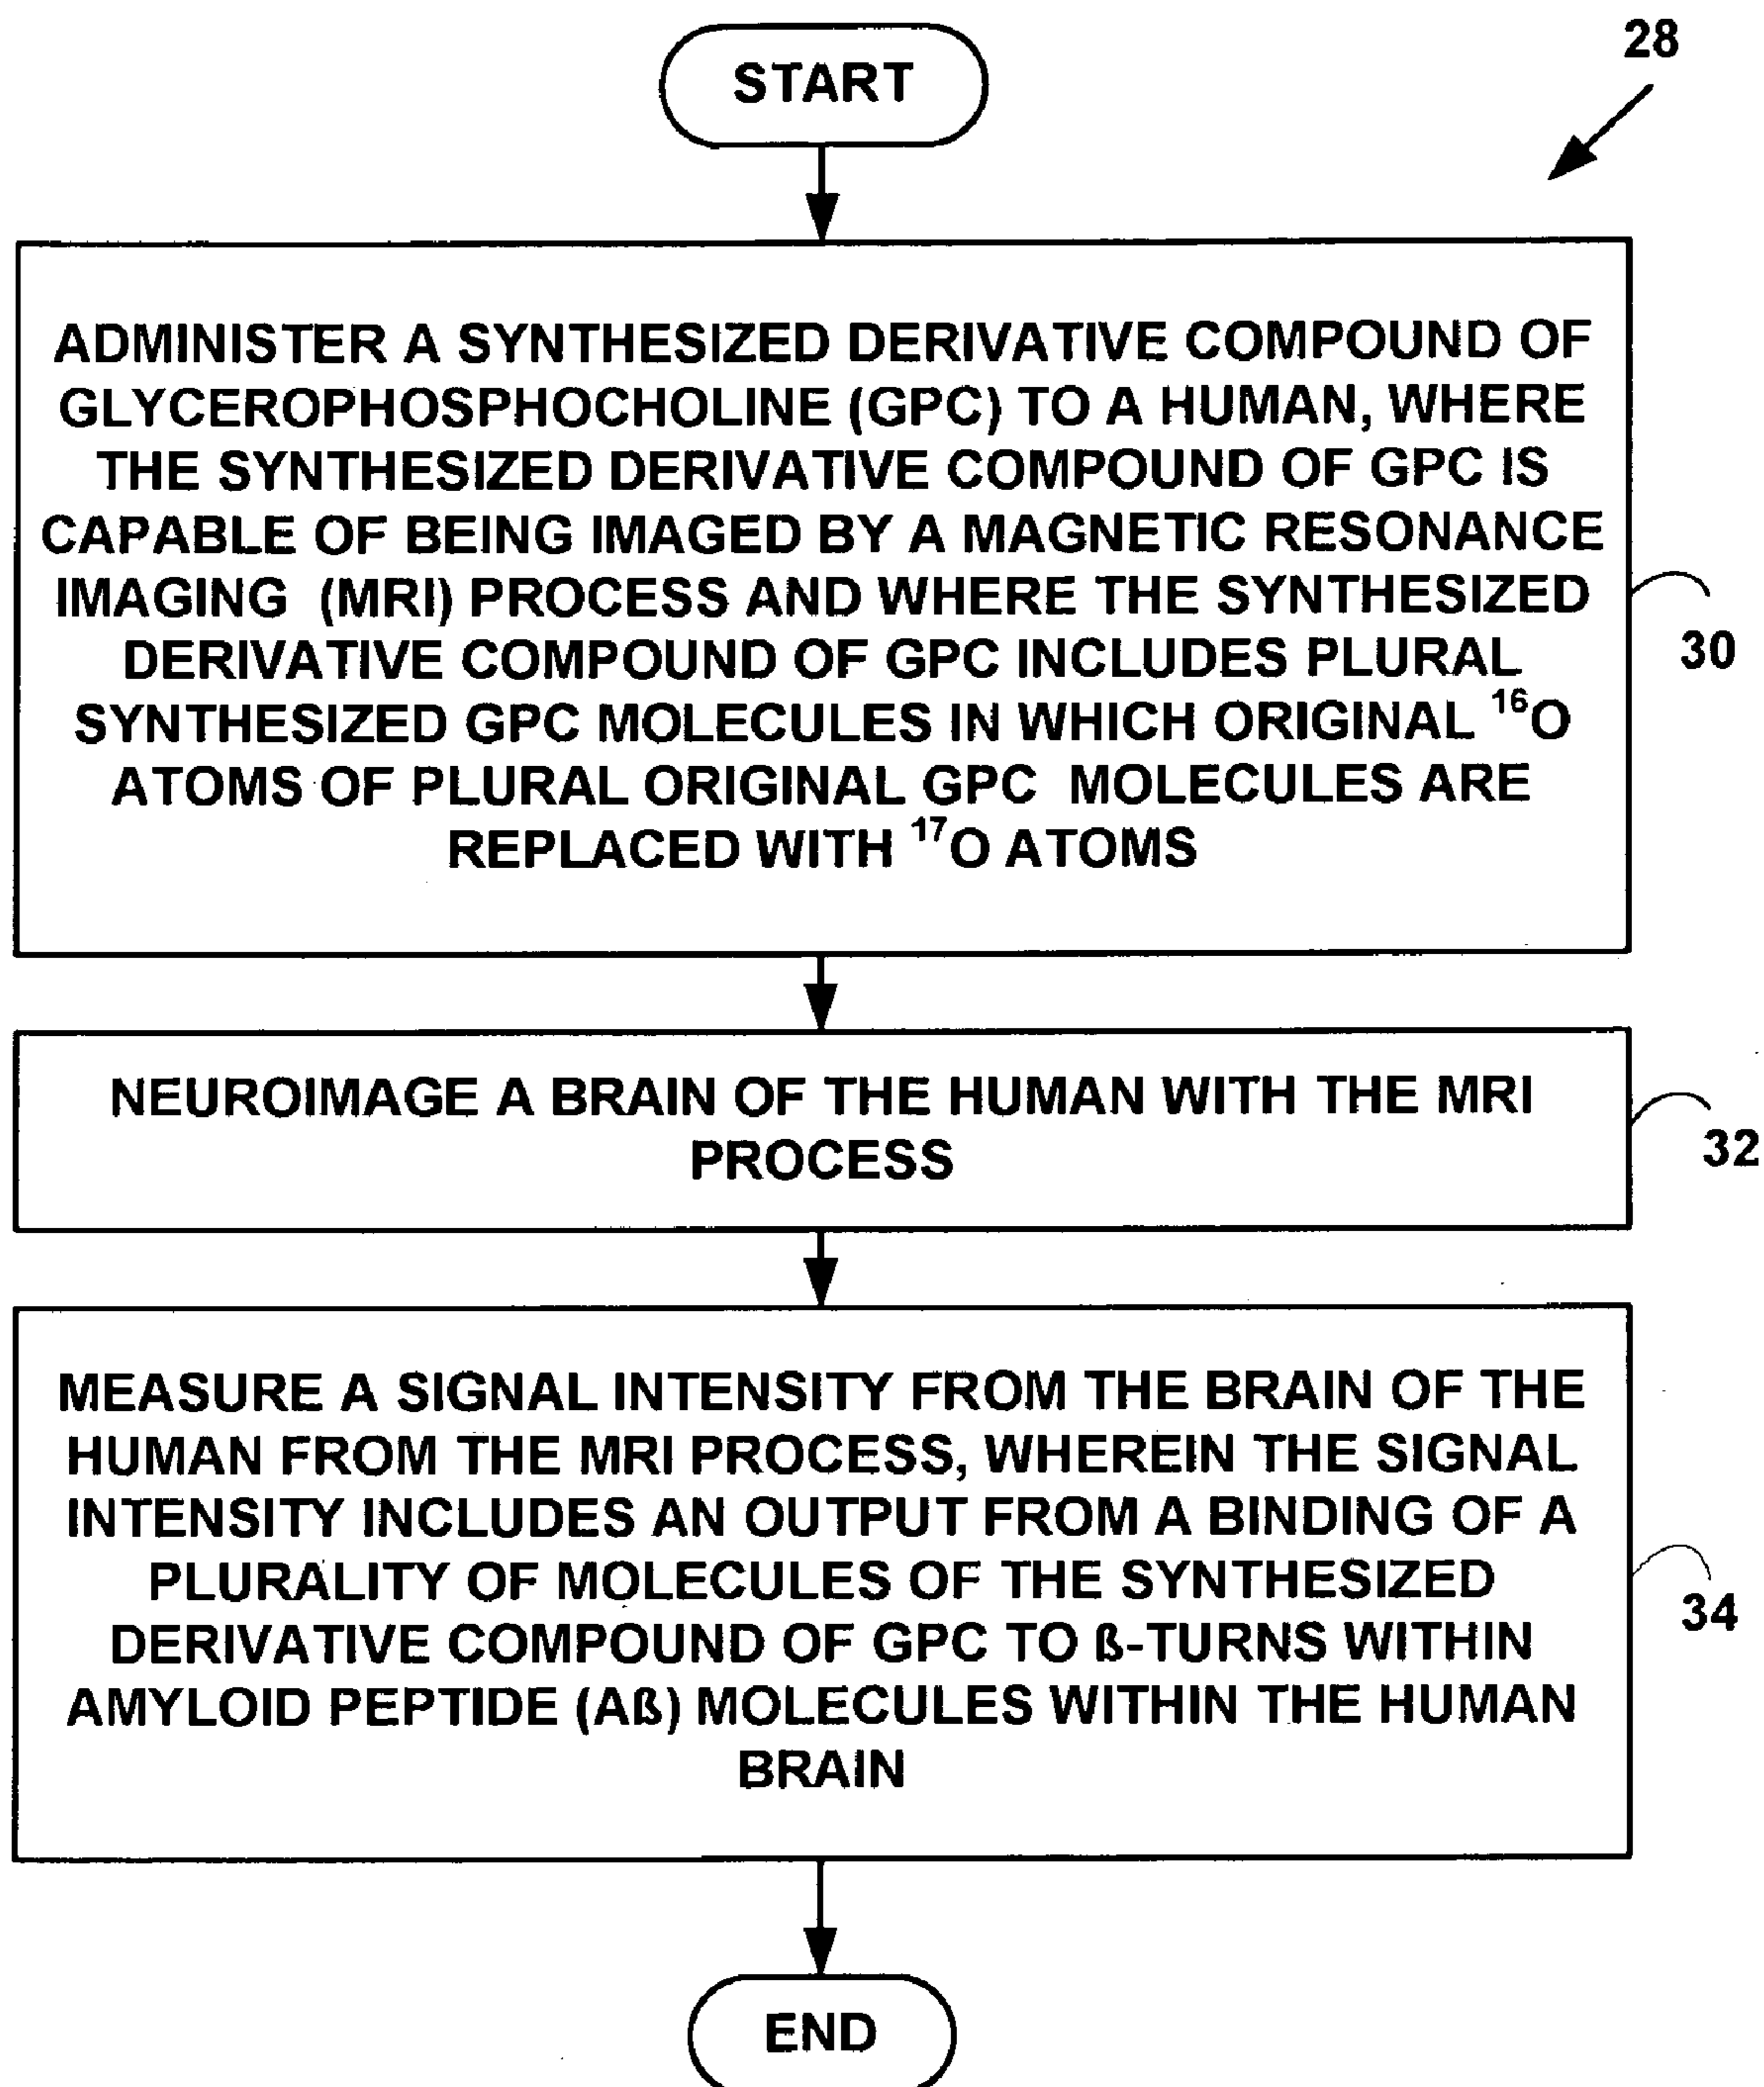 28
START
ADMINISTER A SYNTHESIZED DERIVATIVE COMPOUND OF
GLYCEROPHOSPHOCHOLINE (GPC) TO A HUMAN, WHERE
THE SYNTHESIZED DERIVATIVE COMPOUND OF GPC IS
CAPABLE OF BEING IMAGED BY A MAGNETIC RESONANCE
IMAGING (MRI) PROCESS AND WHERE THE SYNTHESIZED
DERIVATIVE COMPOUND OF GPC INCLUDES PLURAL
SYNTHESIZED GPC MOLECULES IN WHICH ORIGINAL ¹⁶O
ATOMS OF PLURAL ORIGINAL GPC MOLECULES ARE
REPLACED WITH ¹⁷O ATOMS
30
NEUROIMAGE A BRAIN OF THE HUMAN WITH THE MRI
PROCESS
32
MEASURE A SIGNAL INTENSITY FROM THE BRAIN OF THE
HUMAN FROM THE MRI PROCESS, WHEREIN THE SIGNAL
INTENSITY INCLUDES AN OUTPUT FROM A BINDING OF A
PLURALITY OF MOLECULES OF THE SYNTHESIZED
DERIVATIVE COMPOUND OF GPC TO ß-TURNS WITHIN
AMYLOID PEPTIDE (Aß) MOLECULES WITHIN THE HUMAN
BRAIN
34
END